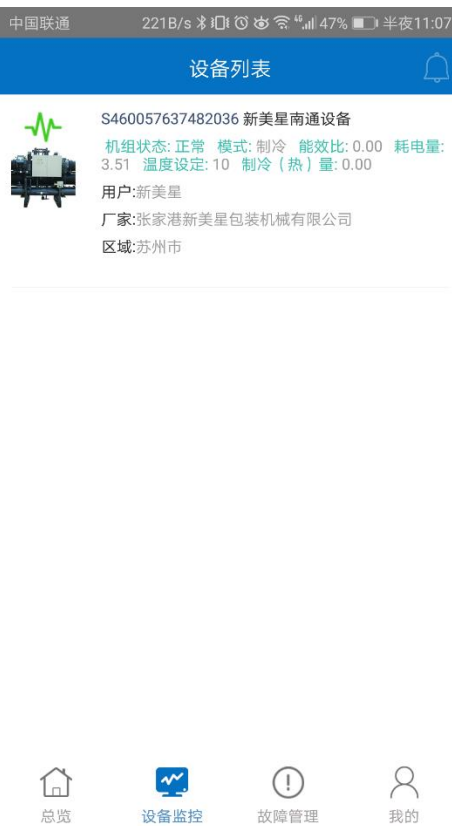 中国联通 221B/s 46 47% 半夜11:07
设备列表
S460057637482036 新美星南通设备
机组状态: 正常 模式: 制冷 能效比: 0.00 耗电量:
3.51 温度设定: 10 制冷（热）量: 0.00
用户:新美星
厂家:张家港新美星包装机械有限公司
区域:苏州市
总览 设备监控 故障管理 我的